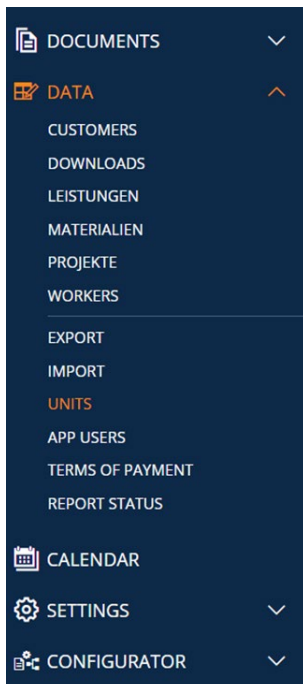 DOCUMENTS
DATA
CUSTOMERS
DOWNLOADS
LEISTUNGEN
MATERIALIEN
PROJEKTE
WORKERS
EXPORT
IMPORT
UNITS
APP USERS
TERMS OF PAYMENT
REPORT STATUS
CALENDAR
SETTINGS
CONFIGURATOR